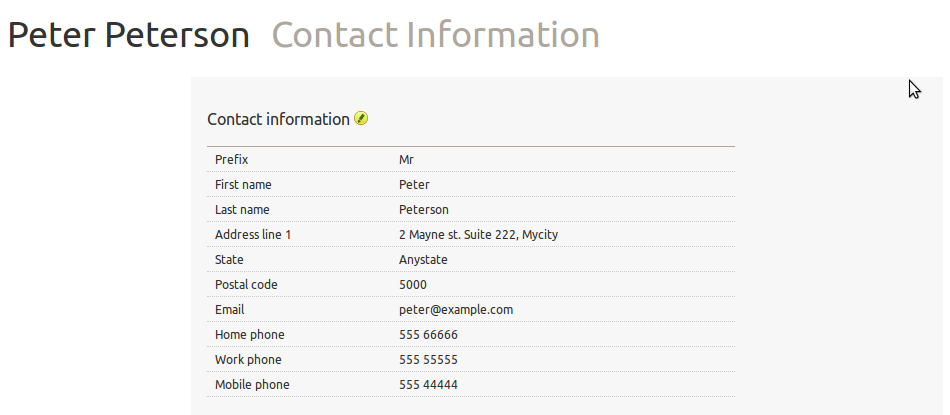 Peter Peterson Contact Information
Contact information
Prefix Mr
First name Peter
Last name Peterson
Address line 1 2 Mayne st. Suite 222, Mycity
State Anystate
Postal code 5000
Email peter@example.com
Home phone 555 66666
Work phone 555 55555
Mobile phone 555 44444